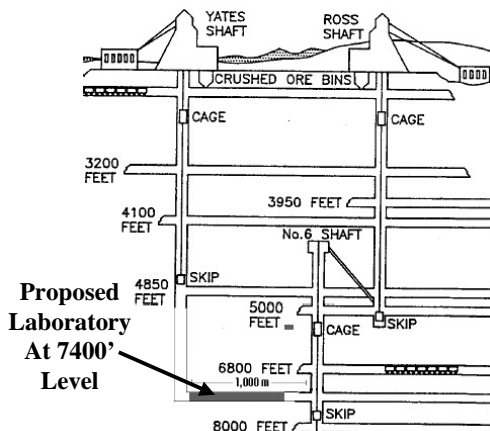 YATES
SHAFT
ROSS
SHAFT
CRUSHED ORE BINS
CAGE
CAGE
3200
FEET
3950 FEET
4100
FEET
No.6 SHAFT
4850
FEET
SKIP
5000
FEET
CAGE
SKIP
Proposed
Laboratory
At 7400’
Level
6800
FEET
1,000 m
SKIP
8000 FEET